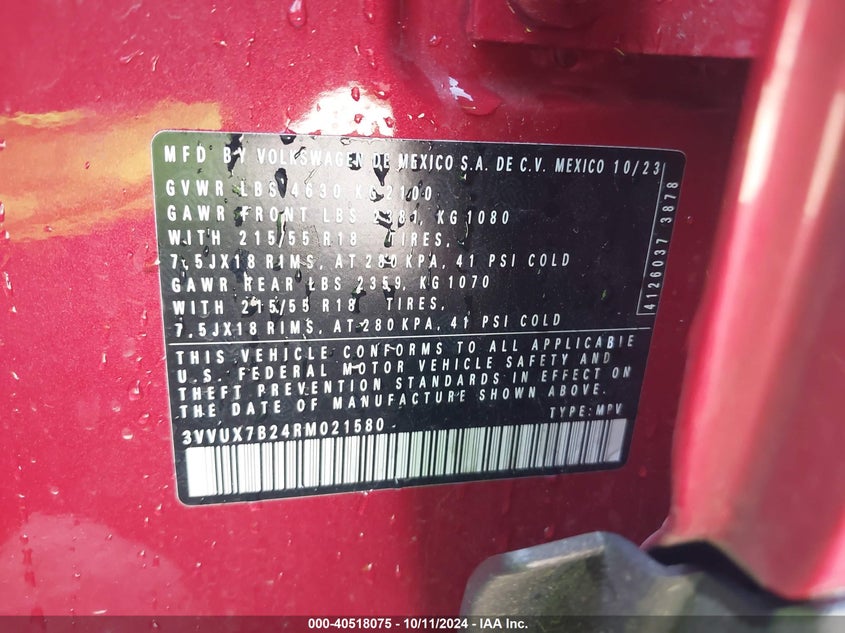 MFD BY VOLKSWAGEN DE MEXICO S.A. DE C.V. MEXICO 10/23
GVWR LBS 4630 KG 2100
GAWR FRONT LBS 2381, KG 1080
WITH 215/55 R18 TIRES,
7.5JX18 RIMS, AT 280 KPA, 41 PSI COLD
GAWR REAR LBS 2359, KG 1070
WITH 215/55 R18 TIRES,
7.5JX18 RIMS, AT 280 KPA, 41 PSI COLD
THIS VEHICLE CONFORMS TO ALL APPLICABLE
U.S. FEDERAL MOTOR VEHICLE SAFETY AND
THEFT PREVENTION STANDARDS IN EFFECT ON
THE DATE OF MANUFACTURE SHOWN ABOVE.
3VVUX7B24RM021580 TYPE: MPV
4126037 3878
000-40518075 - 10/11/2024 - IAA Inc.